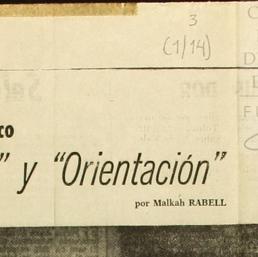 3
(1/14)
co
” y “Orientación”
por Malkah RABELL